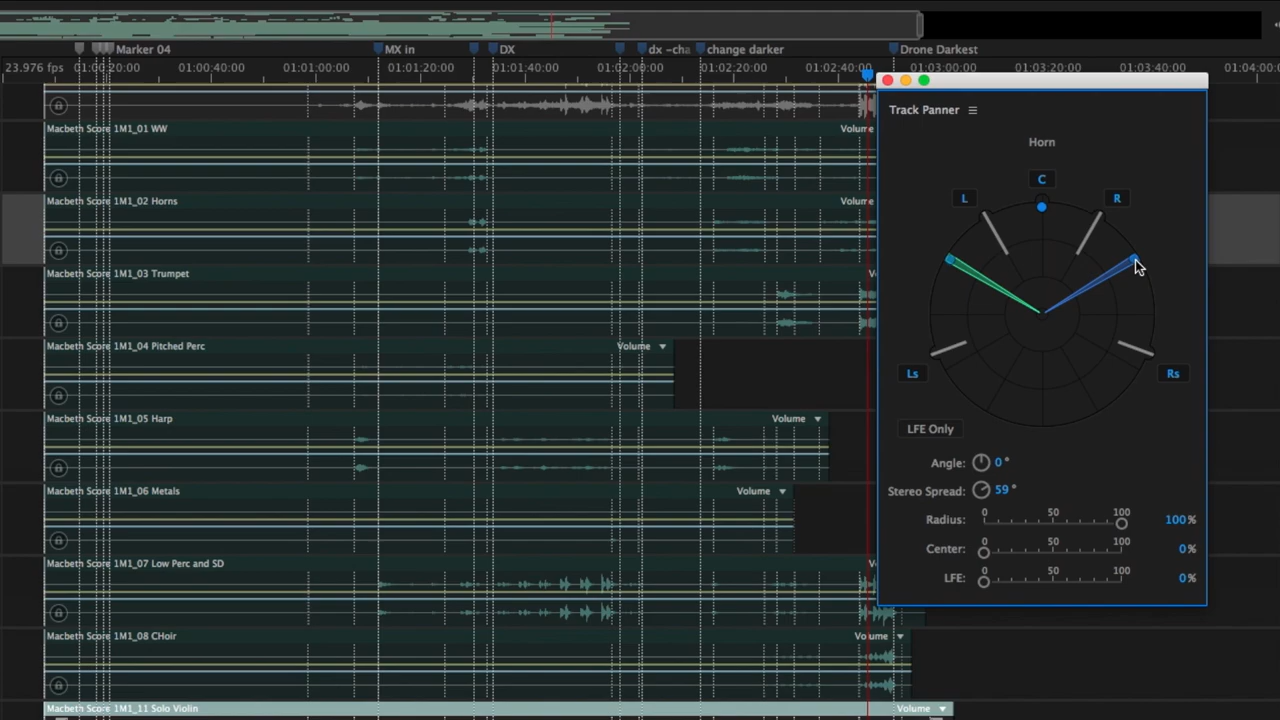 Marker 04
MX in
DX
dx -cha
change darker
Drone Darkest
23.976 fps
01:00:20:00
01:00:40:00
01:01:00:00
01:01:20:00
01:01:40:00
01:02:00:00
01:02:20:00
01:02:40:00
01:03:00:00
01:03:20:00
01:03:40:00
01:04:00:0
Macbeth Score 1M1_01 WW
Volume
Macbeth Score 1M1_02 Horns
Volume
Macbeth Score 1M1_03 Trumpet
Macbeth Score 1M1_04 Pitched Perc
Volume
Macbeth Score 1M1_05 Harp
Volume
Macbeth Score 1M1_06 Metals
Volume
Macbeth Score 1M1_07 Low Perc and SD
Macbeth Score 1M1_08 CHoir
Volume
Macbeth Score 1M1_11 Solo Violin
Volume
Track Panner
Horn
C
L
R
Ls
Rs
LFE Only
Angle: 0 °
Stereo Spread: 59 °
Radius: 0 50 100 100%
Center: 0 50 100 0%
LFE: 0 50 100 0%